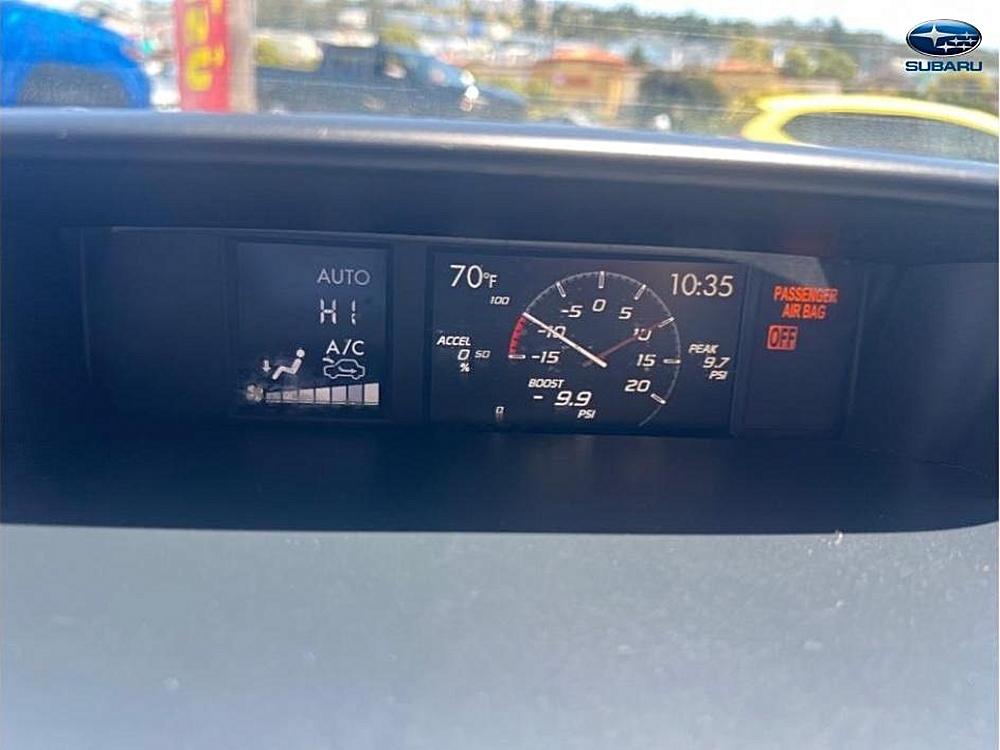 SUBARU
AUTO
HI
A/C
70°F
10:35
100
50
0
ACCEL
0
%
-15
-10
-5
0
5
10
15
20
BOOST
- 9.9
PSI
PEAK
9.7
PSI
PASSENGER
AIR BAG
OFF